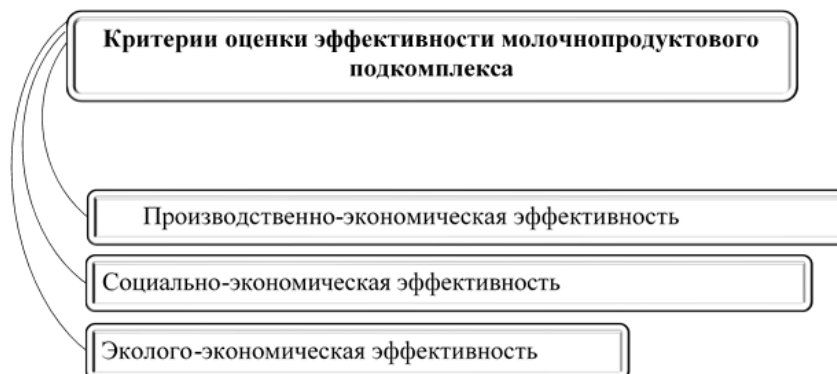 Критерии оценки эффективности молочнопродуктового
подкомплекса
Производственно-экономическая эффективность
Социально-экономическая эффективность
Эколого-экономическая эффективность